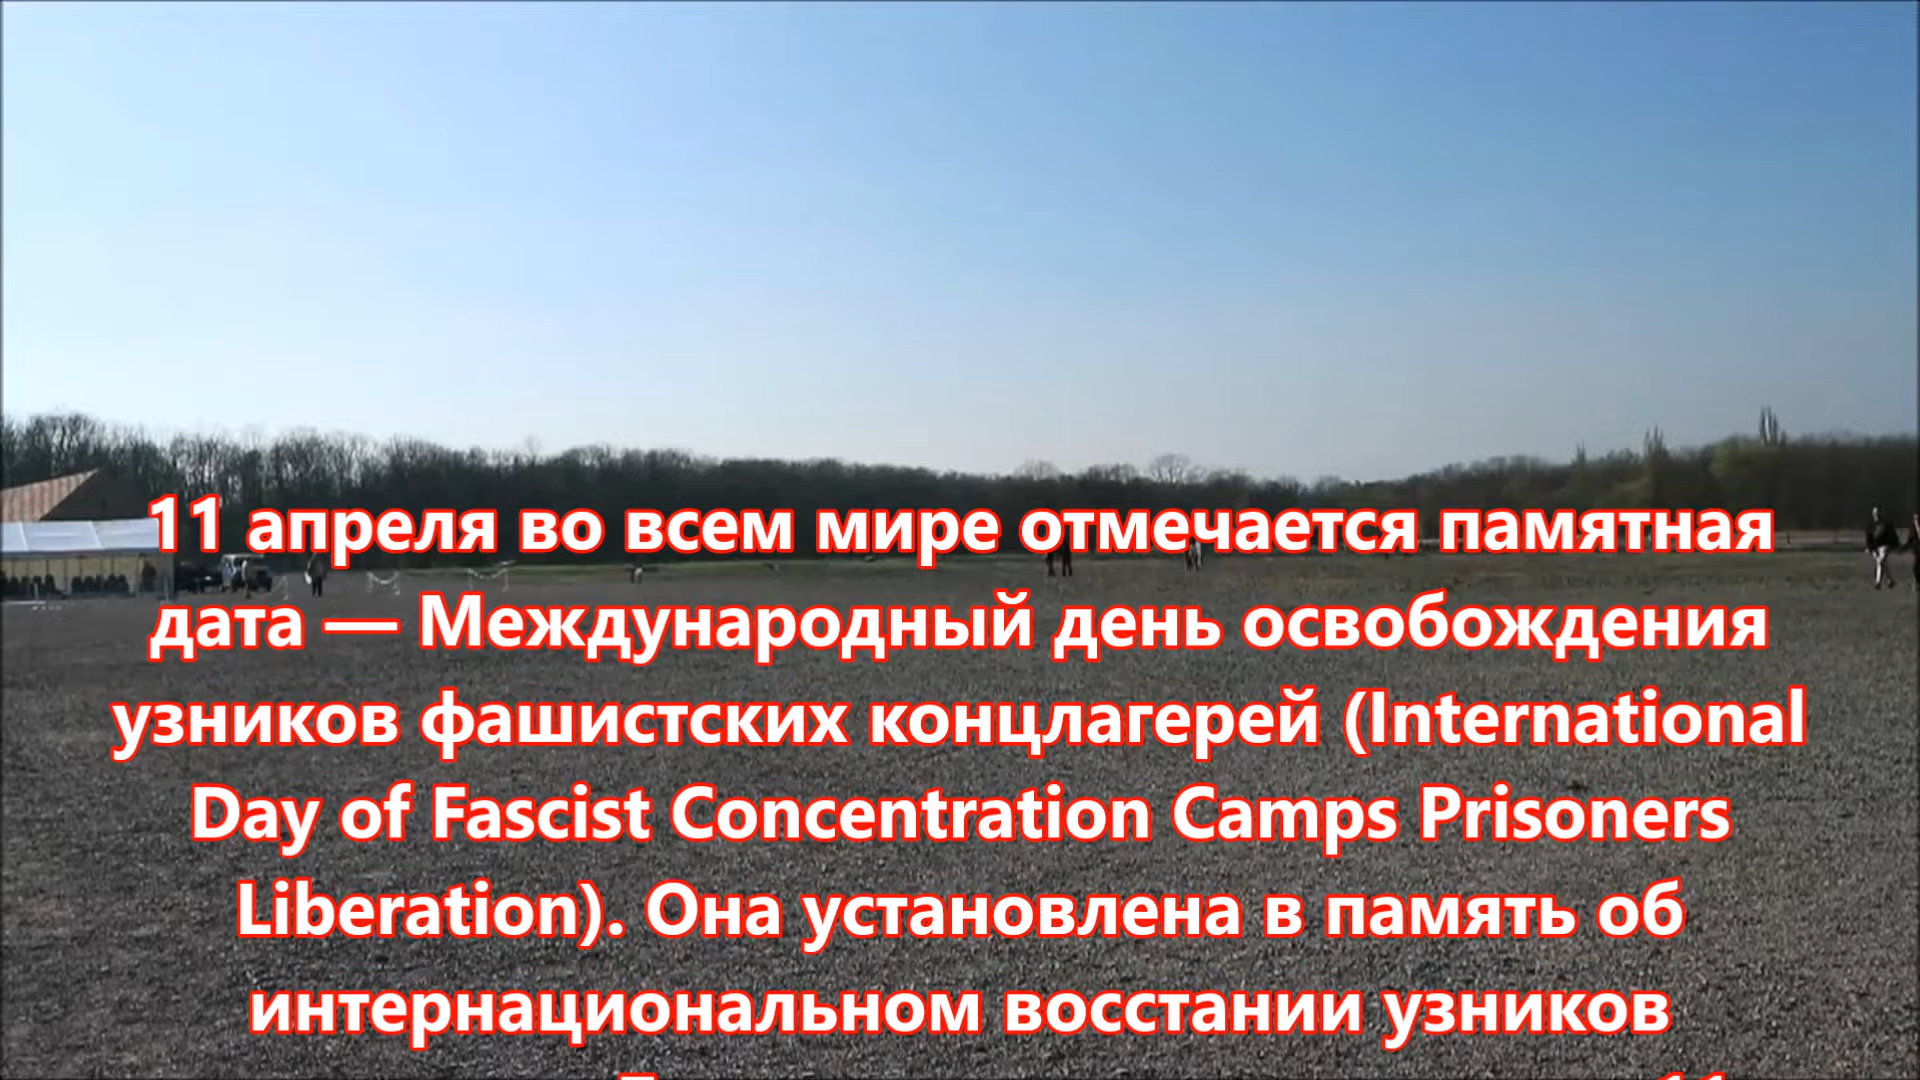 11 апреля во всем мире отмечается памятная
дата — Международный день освобождения
узников фашистских концлагерей (International
Day of Fascist Concentration Camps Prisoners
Liberation). Она установлена в память об
интернациональном восстании узников